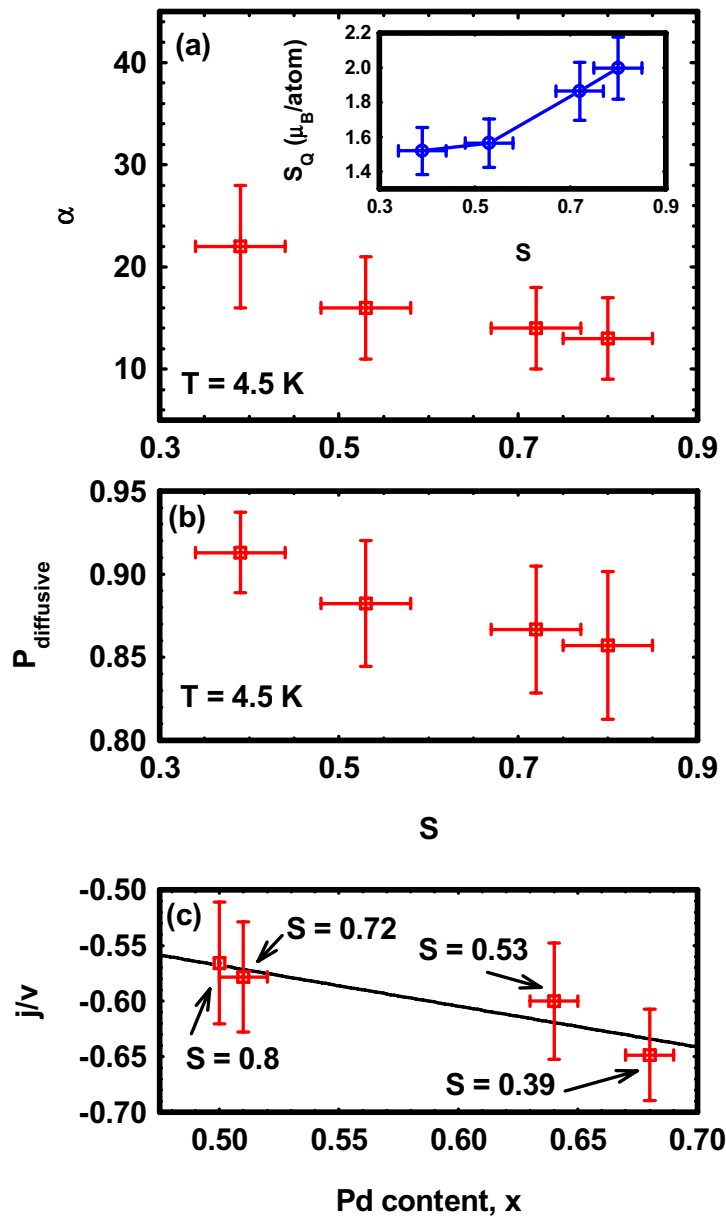 (a)
α
40
30
20
10
T = 4.5 K
0.3 0.5 0.7 0.9
S_Q (μ_B/atom)
2.2
2.0
1.8
1.6
1.4
0.3 0.5 0.7 0.9
S
(b)
P_diffusive
0.95
0.90
0.85
0.80
T = 4.5 K
0.3 0.5 0.7 0.9
S
(c)
j/v
-0.50
-0.55
-0.60
-0.65
-0.70
S = 0.72
S = 0.53
S = 0.8
S = 0.39
0.50 0.55 0.60 0.65 0.70
Pd content, x